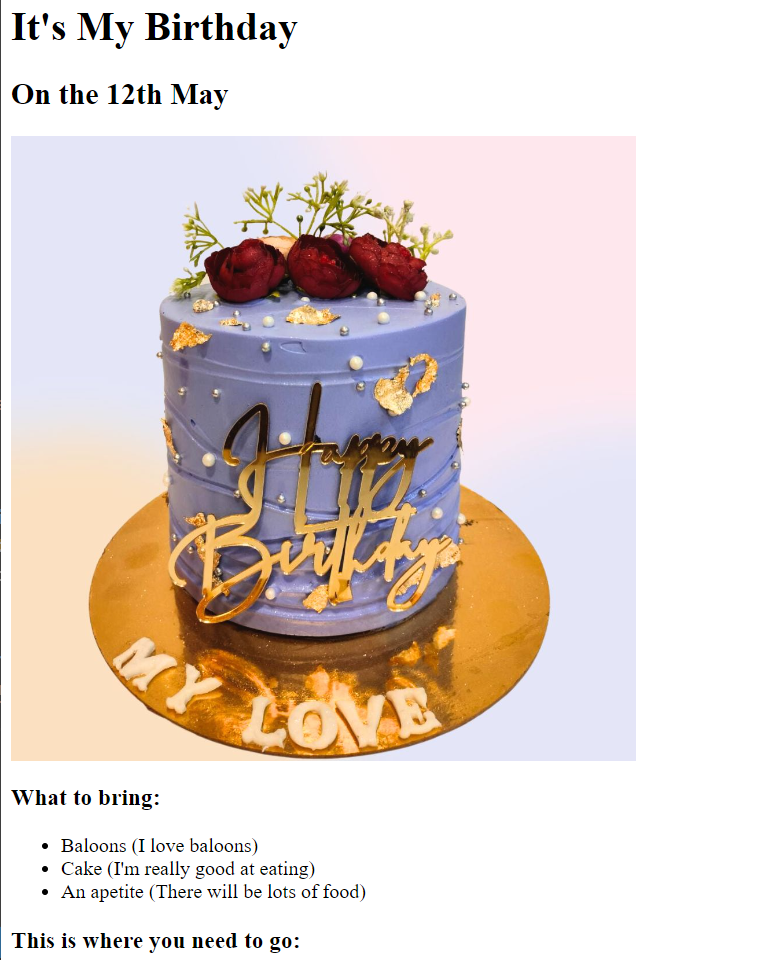 It's My Birthday
On the 12th May
Happy
Birthday
MY LOVE
What to bring:
Baloons (I love baloons)
Cake (I'm really good at eating)
An apetite (There will be lots of food)
This is where you need to go: